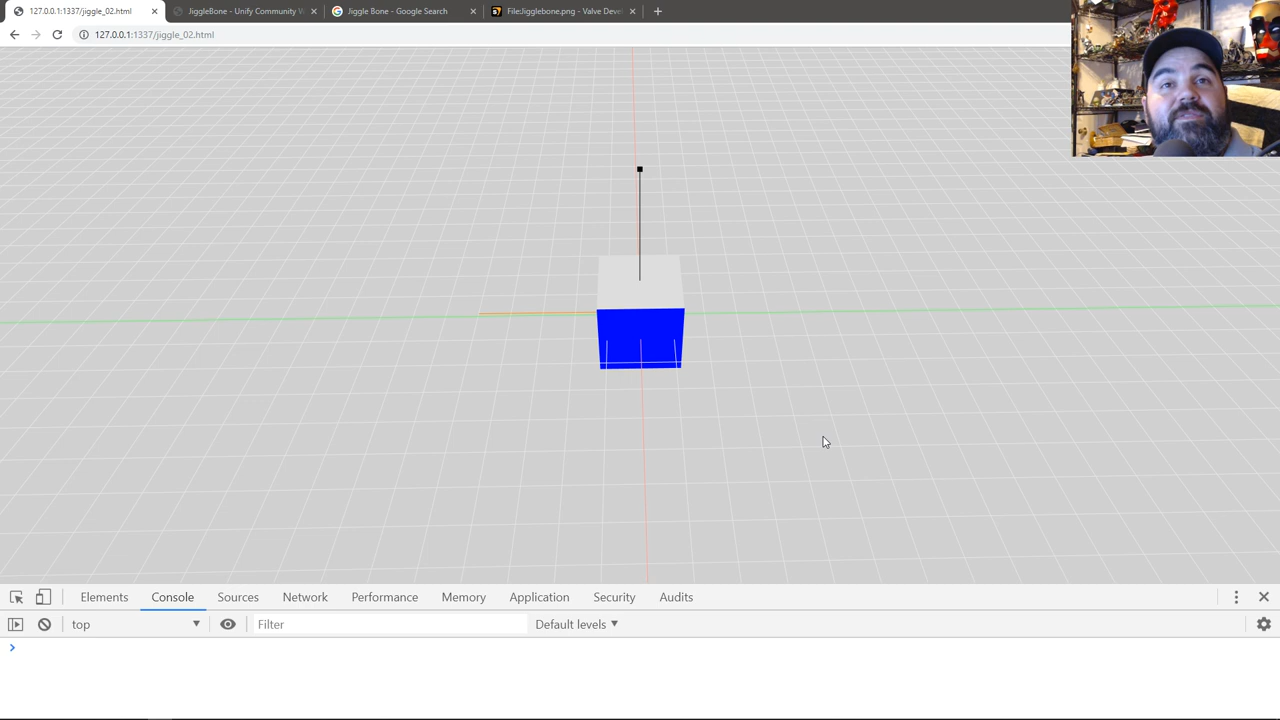 127.0.0.1:1337/jiggle_02.html
JiggleBone - Unify Community W
Jiggle Bone - Google Search
File:Jigglebone.png - Valve Deve
127.0.0.1:1337/jiggle_02.html
Elements
Console
Sources
Network
Performance
Memory
Application
Security
Audits
top
Filter
Default levels